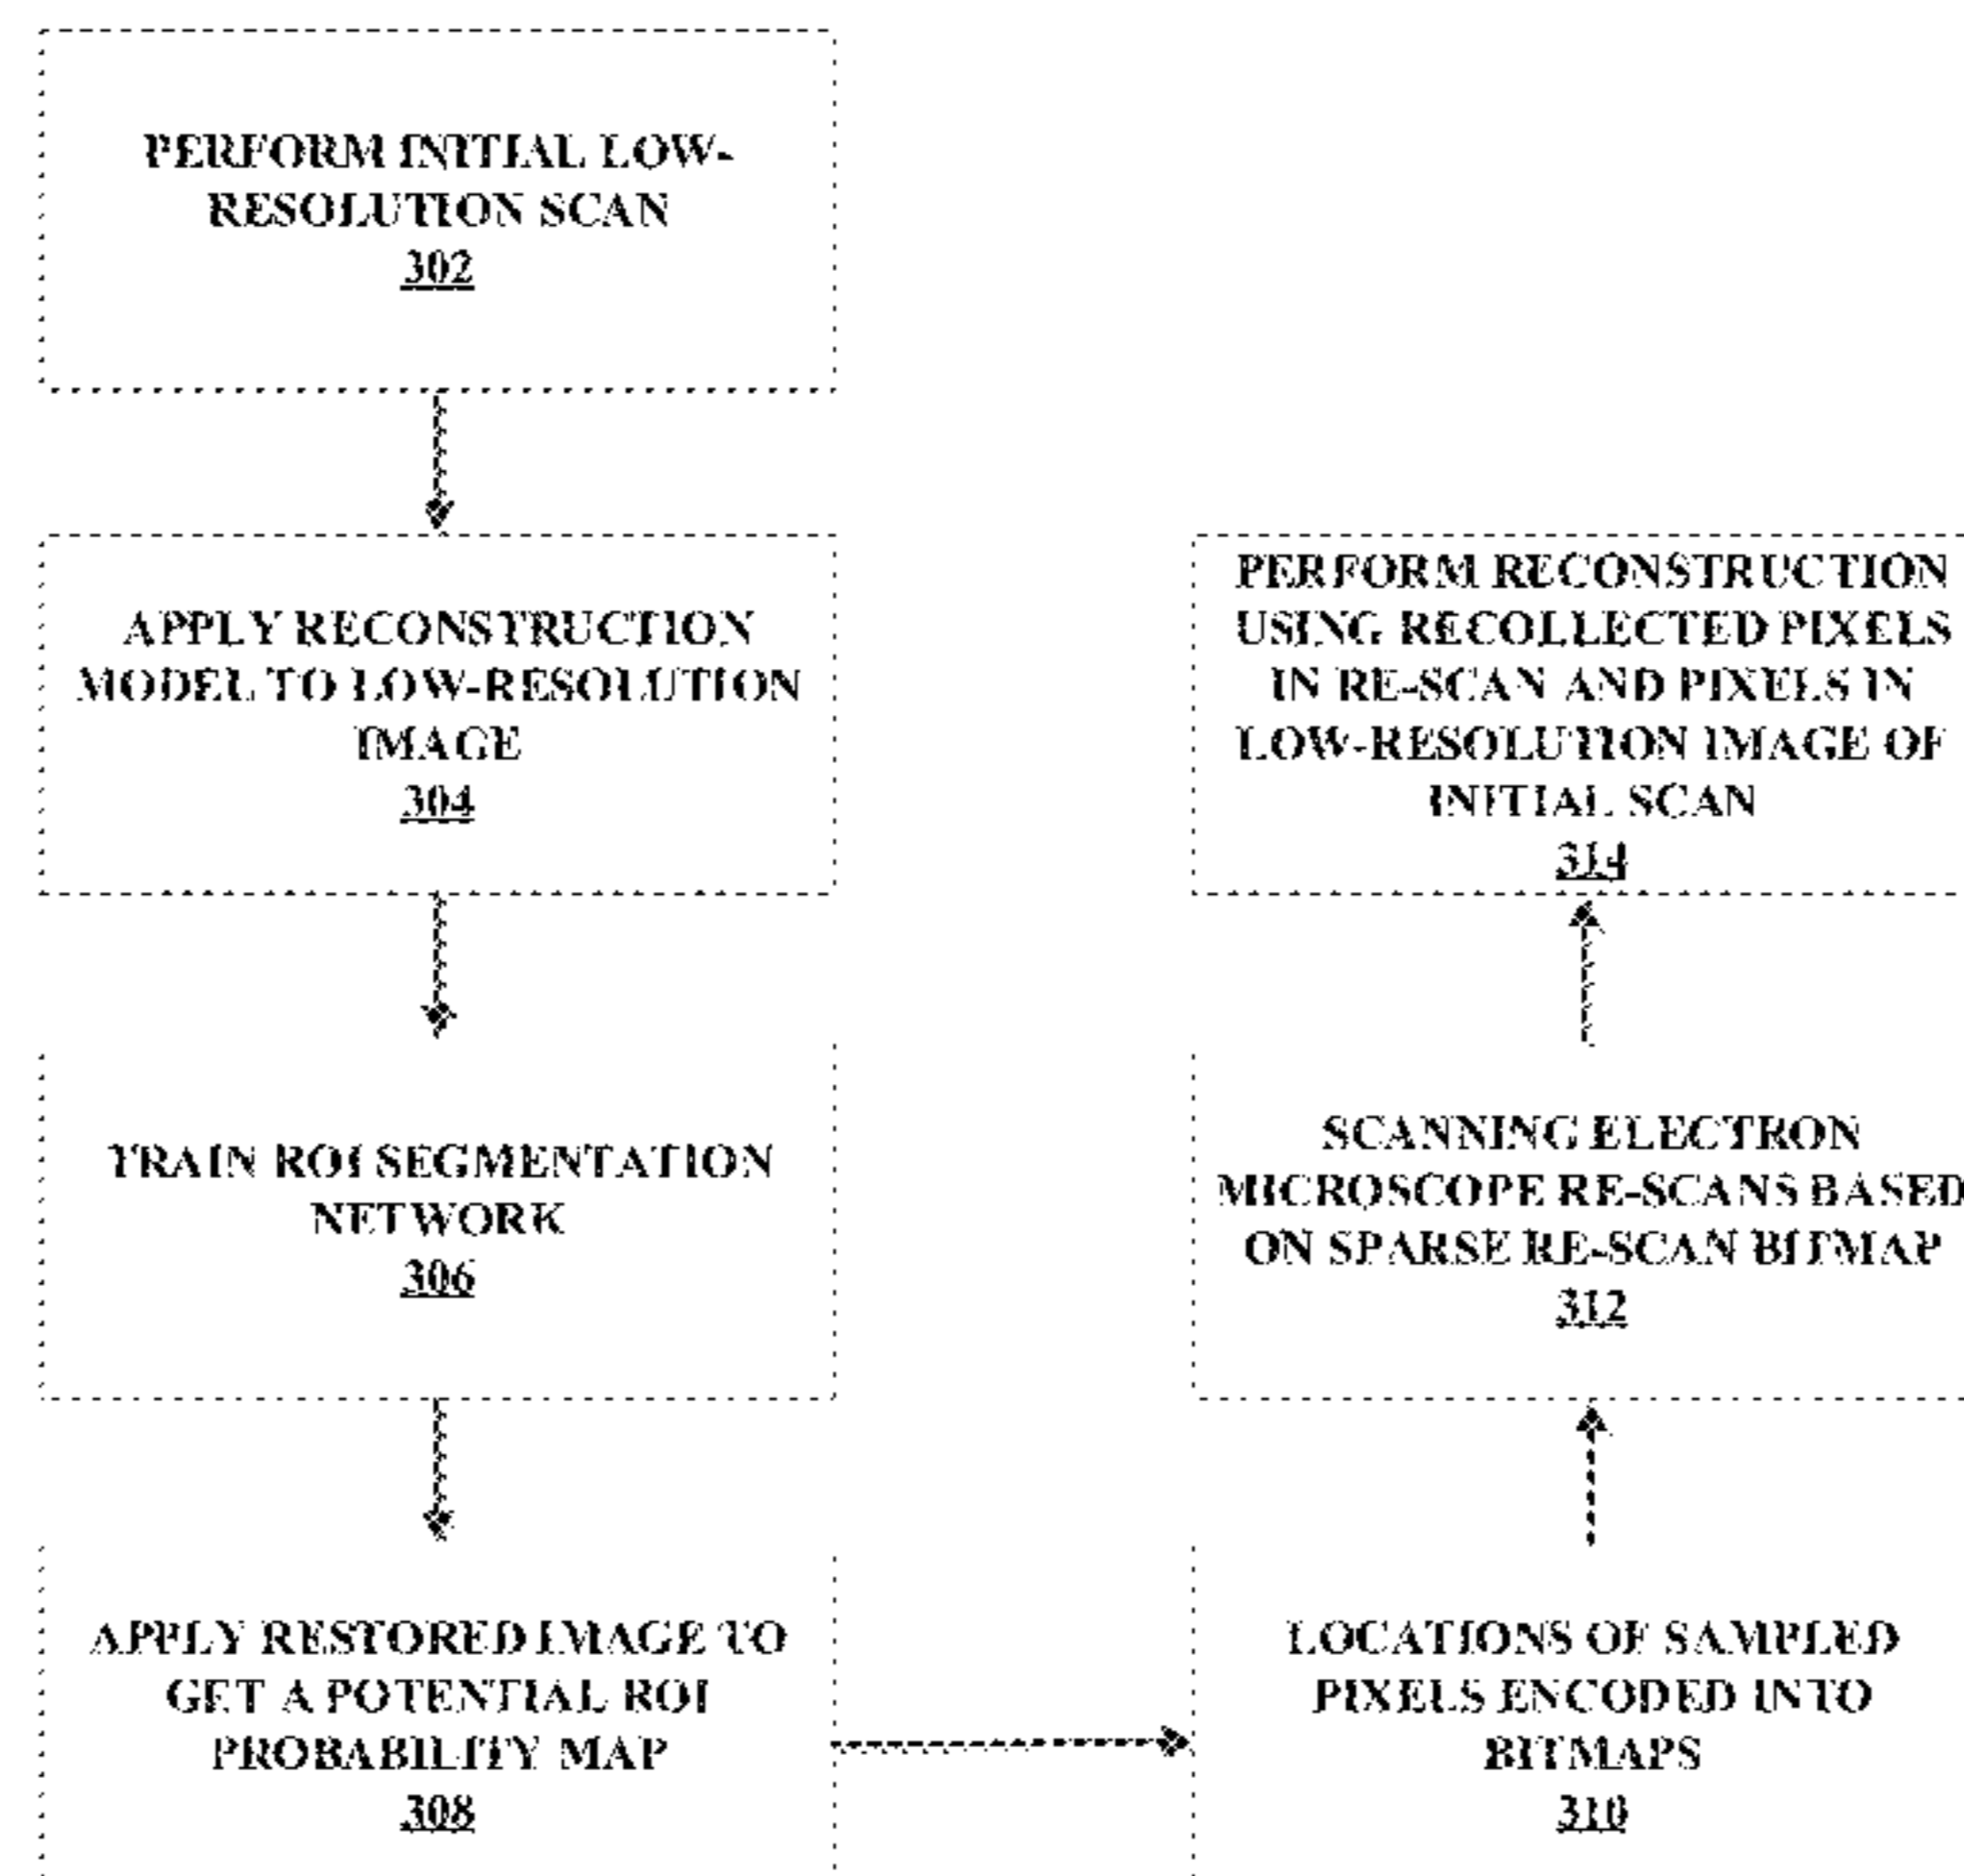 PERFORM INITIAL LOW-
RESOLUTION SCAN
302
APPLY RECONSTRUCTION
MODEL TO LOW-RESOLUTION
IMAGE
304
TRAIN ROI SEGMENTATION
NETWORK
306
APPLY RESTORED IMAGE TO
GET A POTENTIAL ROI
PROBABILITY MAP
308
LOCATIONS OF SAMPLED
PIXELS ENCODED INTO
BITMAPS
310
SCANNING ELECTRON
MICROSCOPE RE-SCANS BASED
ON SPARSE RE-SCAN BITMAP
312
PERFORM RECONSTRUCTION
USING RECOLLECTED PIXELS
IN RE-SCAN AND PIXELS IN
LOW-RESOLUTION IMAGE OF
INITIAL SCAN
314